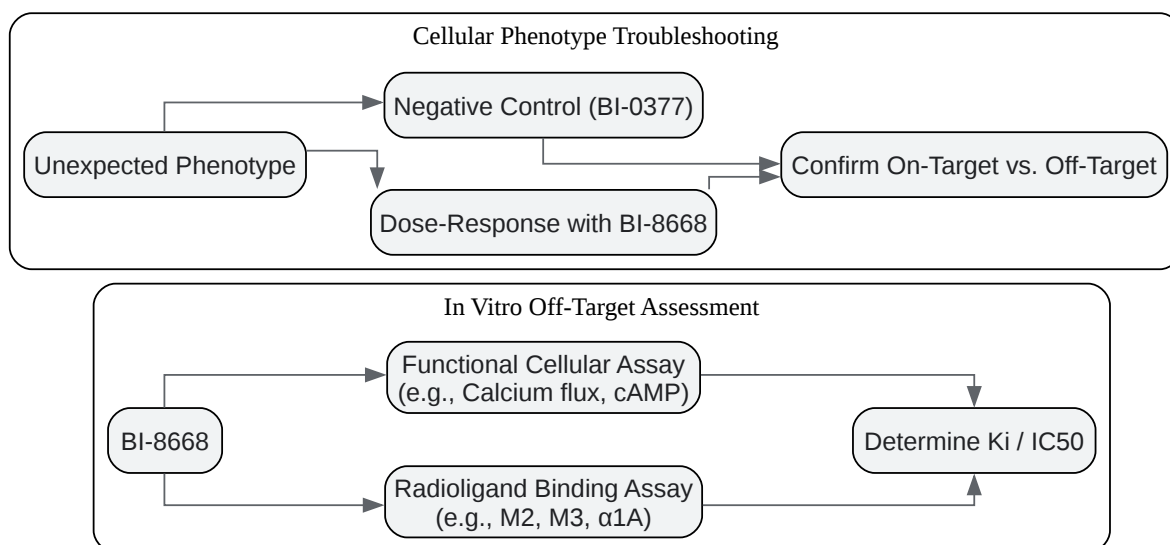 Cellular Phenotype Troubleshooting
Negative Control (BI-0377)
Unexpected Phenotype
Confirm On-Target vs. Off-Target
Dose-Response with BI-8668
In Vitro Off-Target Assessment
Functional Cellular Assay
(e.g., Calcium flux, cAMP)
BI-8668
Determine Ki / IC50
Radioligand Binding Assay
(e.g., M2, M3, α1A)